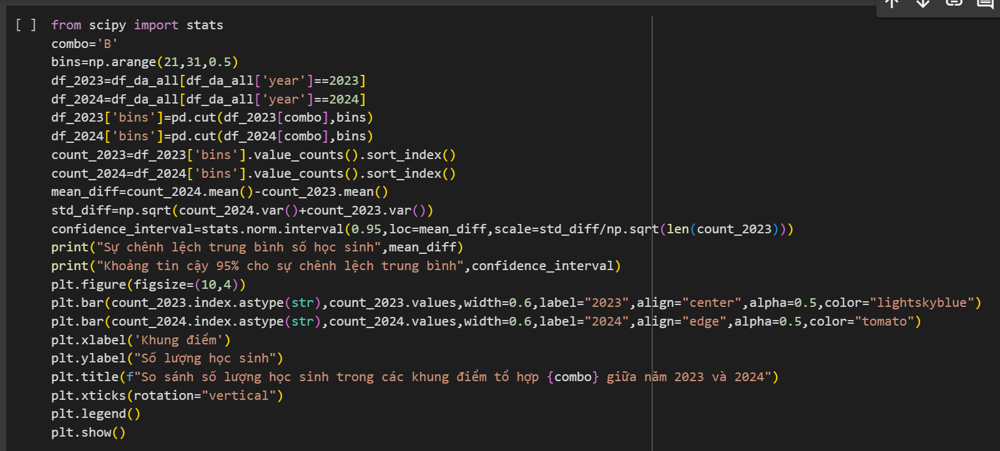 [ ] from scipy import stats
combo='B'
bins=np.arange(21,31,0.5)
df_2023=df_da_all[df_da_all['year']==2023]
df_2024=df_da_all[df_da_all['year']==2024]
df_2023['bins']=pd.cut(df_2023[combo],bins)
df_2024['bins']=pd.cut(df_2024[combo],bins)
count_2023=df_2023['bins'].value_counts().sort_index()
count_2024=df_2024['bins'].value_counts().sort_index()
mean_diff=count_2024.mean()-count_2023.mean()
std_diff=np.sqrt(count_2024.var()+count_2023.var())
confidence_interval=stats.norm.interval(0.95,loc=mean_diff,scale=std_diff/np.sqrt(len(count_2023)))
print("Sự chênh lệch trung bình số học sinh",mean_diff)
print("Khoảng tin cậy 95% cho sự chênh lệch trung bình",confidence_interval)
plt.figure(figsize=(10,4))
plt.bar(count_2023.index.astype(str),count_2023.values,width=0.6,label="2023",align="center",alpha=0.5,color="lightskyblue")
plt.bar(count_2024.index.astype(str),count_2024.values,width=0.6,label="2024",align="edge",alpha=0.5,color="tomato")
plt.xlabel('Khung điểm')
plt.ylabel("Số lượng học sinh")
plt.title(f"So sánh số lượng học sinh trong các khung điểm tổ hợp {combo} giữa năm 2023 và 2024")
plt.xticks(rotation="vertical")
plt.legend()
plt.show()